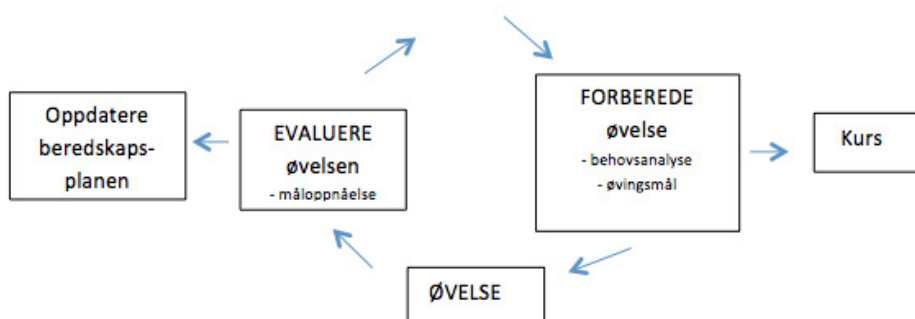 Oppdatere
beredskaps-
planen
EVALUERE
øvelsen
- måloppnåelse
FORBEREDE
øvelse
- behovsanalyse
- øvingsmål
Kurs
ØVELSE